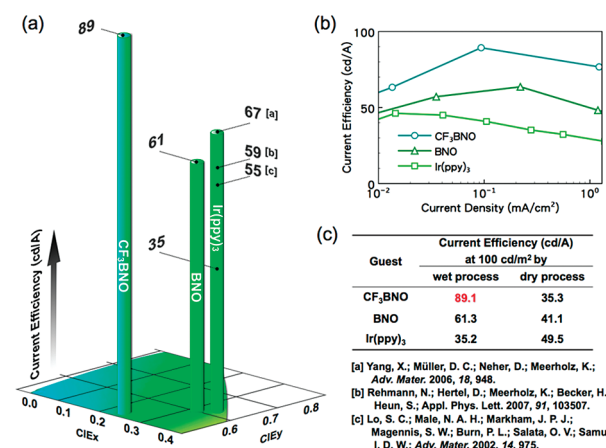 (a)
89
67 [a]
59 [b]
55 [c]
61
35
Current Efficiency (cd/A)
CF3BNO
BNO
Ir(ppy)3
0.0
0.1
0.2
0.3
0.4
CIEx
0.6
0.7
0.8
CIEy
(b)
Current Efficiency (cd/A)
100
50
0
CF3BNO
BNO
Ir(ppy)3
10-2
10-1
100
Current Density (mA/cm2)
(c)
Guest
Current Efficiency (cd/A)
at 100 cd/m2 by
wet process dry process
CF3BNO 89.1 35.3
BNO 61.3 41.1
Ir(ppy)3 35.2 49.5
[a] Yang, X.; Müller, D. C.; Neher, D.; Meerholz, K.;
Adv. Mater. 2006, 18, 948.
[b] Rehmann, N.; Hertel, D.; Meerholz, K.; Becker, H.
Heun, S.; Appl. Phys. Lett. 2007, 91, 103507.
[c] Lo, S. C.; Male, N. A. H.; Markham, J. P. J.;
Magennis, S. W.; Burn, P. L.; Salata, O. V.; Samu
I. D. W.; Adv. Mater. 2002, 14, 975.